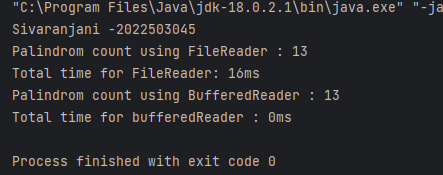 "C:\Program Files\Java\jdk-18.0.2.1\bin\java.exe" "-ja
Sivaranjani -2022503045
Palindrom count using FileReader : 13
Total time for FileReader: 16ms
Palindrom count using BufferedReader : 13
Total time for bufferedReader : 0ms
Process finished with exit code 0